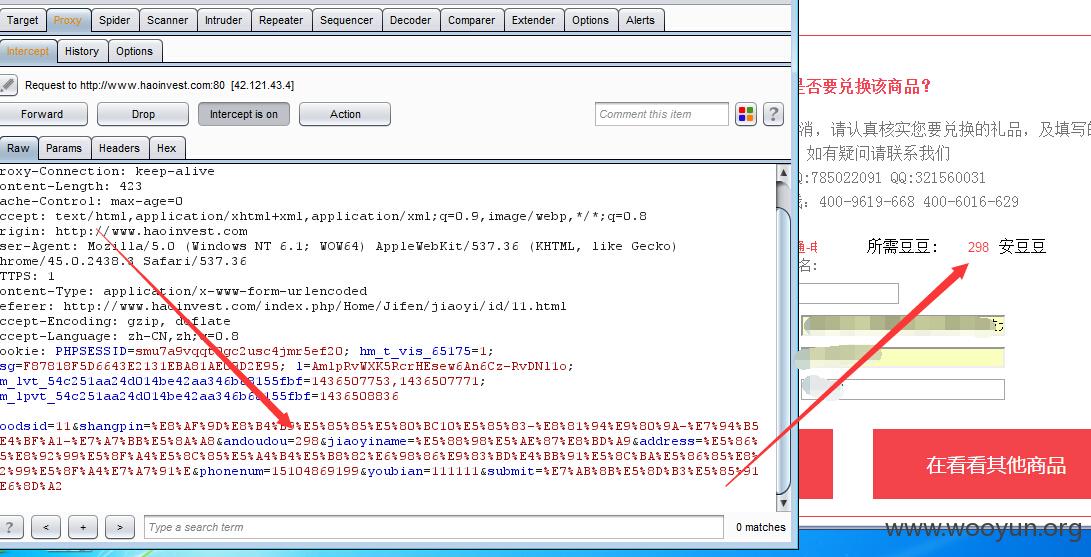 Target Proxy Spider Scanner Intruder Repeater Sequencer Decoder Comparer Extender Options Alerts
Intercept History Options
Request to http://www.haoinvest.com:80 [42.121.43.4]
Forward Drop Intercept is on Action Comment this item ?
Raw Params Headers Hex
roxy-Connection: keep-alive
ontent-Length: 423
ache-Control: max-age=0
ccept: text/html,application/xhtml+xml,application/xml;q=0.9,image/webp,*/*;q=0.8
rigin: http://www.haoinvest.com
ser-Agent: Mozilla/5.0 (Windows NT 6.1; WOW64) AppleWebKit/537.36 (KHTML, like Gecko)
hrome/45.0.2438.3 Safari/537.36
TTPS: 1
ontent-Type: application/x-www-form-urlencoded
eferer: http://www.haoinvest.com/index.php/Home/Jifen/jiaoyi/id/11.html
ccept-Encoding: gzip, deflate
ccept-Language: zh-CN,zh;q=0.8
ookie: hm_t_vis_65175=1;
m_lvt_54c251aa24d014be42aa346b68155fbf=1436507753,1436507771;
m_lpvt_54c251aa24d014be42aa346b68155fbf=1436508836
oodsid=11&shangpin=%E8%AF%9D%E8%B4%B9%E5%85%85%E5%80%BC10%E5%85%83-%E8%81%94%E9%80%9A-%E7%94%B5
E4%BF%A1-%E7%A7%BB%E5%8A%A8&andoudou=298&jiaoyiname=%E5%88%98%E5%AE%87%E8%BD%A9&address=%E5%86%
5%E8%92%99%E5%8F%A4%E5%8C%85%E5%A4%B4%E5%B8%82%E6%98%86%E9%83%BD%E4%BB%91%E5%8C%BA%E5%86%85%E8%
2%99%E5%8F%A4%E7%A7%91%E&phonenum=15104869199&youbian=111111&submit=%E7%AB%8B%E5%8D%B3%E5%85%91
E6%8D%A2
? < + > Type a search term 0 matches
是否要兑换该商品？
消，请认真核实您要兑换的礼品，及填写的
如有疑问请联系我们
Q:785022091 QQ:321560031
线：400-9619-668 400-6016-629
通-电 所需豆豆： 298 安豆豆
名：
在看看其他商品
www.wooyun.org